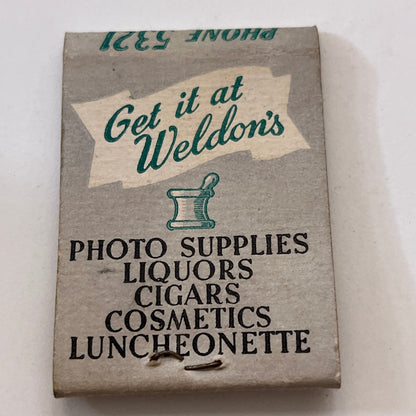 PHONE 5321
Get it at
Weldon's
PHOTO SUPPLIES
LIQUORS
CIGARS
COSMETICS
LUNCHEONETTE